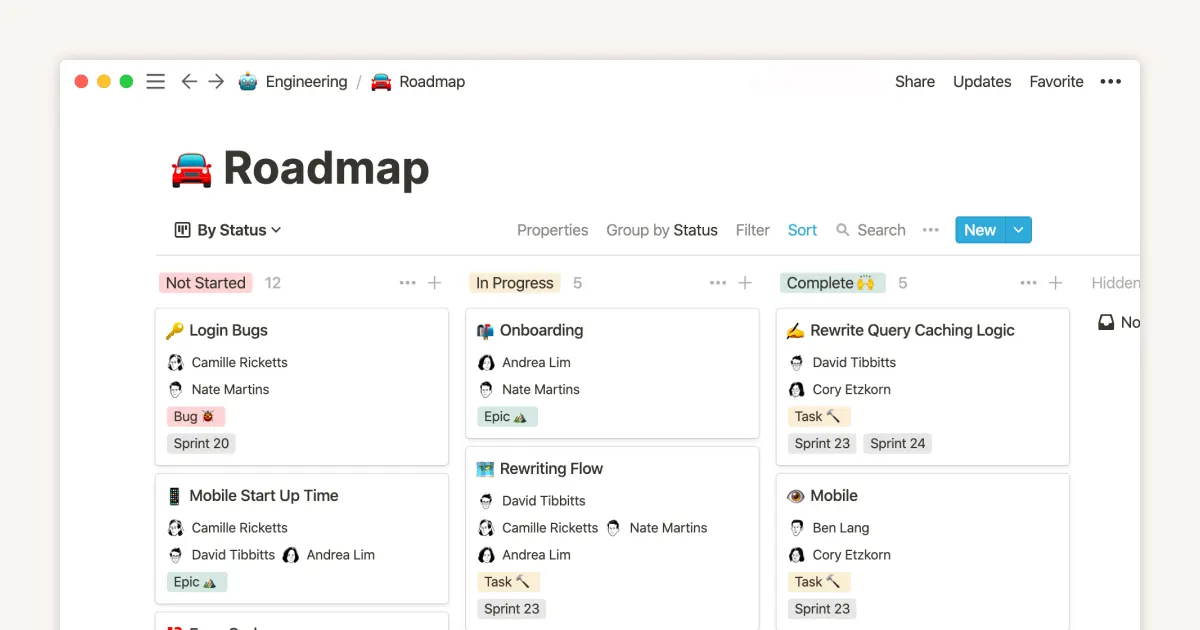 Engineering / Roadmap
Share Updates Favorite
Roadmap
By Status
Properties Group by Status Filter Sort Search New
Not Started 12
Login Bugs
Camille Ricketts
Nate Martins
Bug
Sprint 20
Mobile Start Up Time
Camille Ricketts
David Tibbitts Andrea Lim
Epic
In Progress 5
Onboarding
Andrea Lim
Nate Martins
Epic
Rewriting Flow
David Tibbitts
Camille Ricketts Nate Martins
Andrea Lim
Task
Sprint 23
Complete 5
Rewrite Query Caching Logic
David Tibbitts
Cory Etzkorn
Task
Sprint 23 Sprint 24
Mobile
Ben Lang
Cory Etzkorn
Task
Sprint 23
Hidden
No